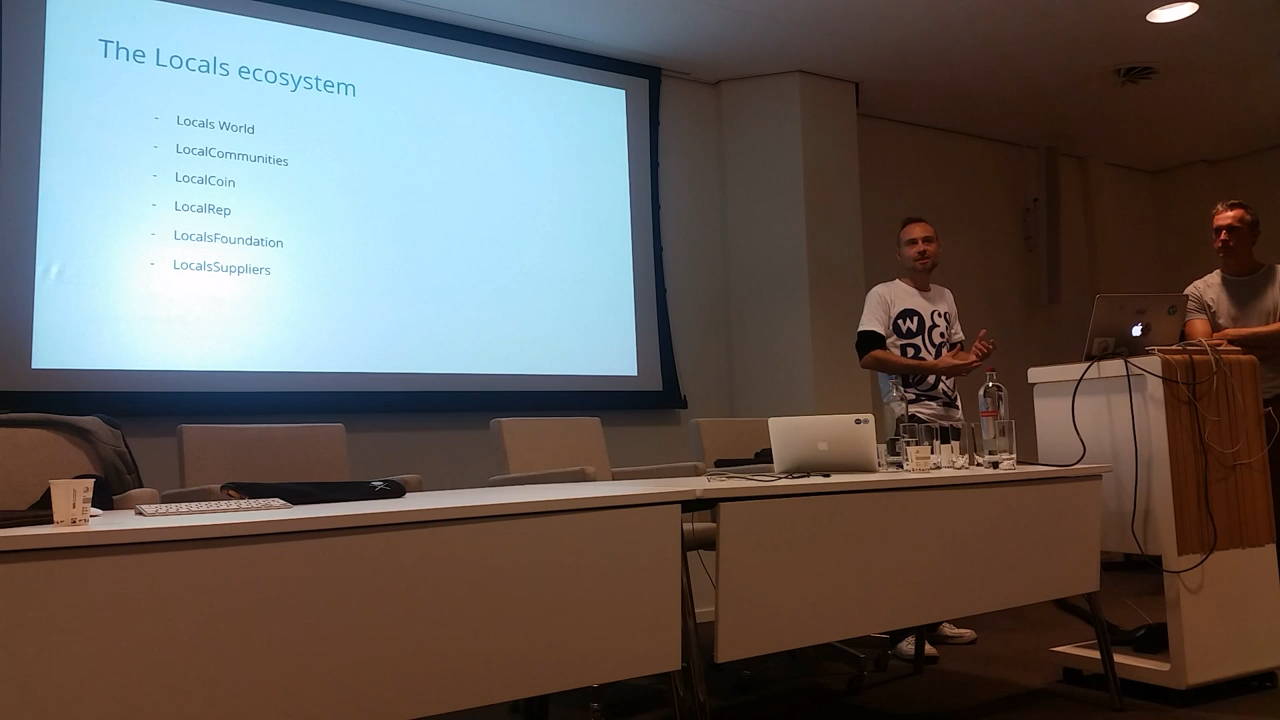 The Locals ecosystem
- Locals World
- LocalCommunities
- LocalCoin
- LocalRep
- LocalsFoundation
- LocalsSuppliers
W